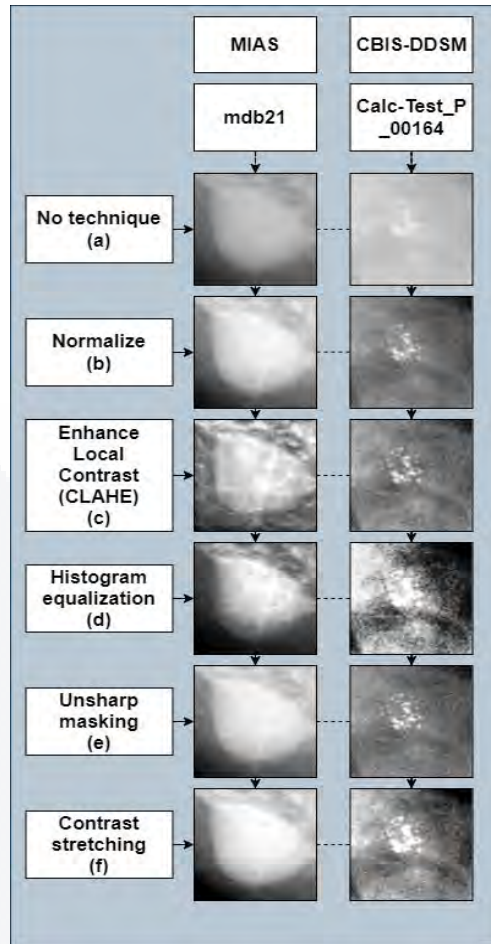 MIAS
CBIS-DDSM
mdb21
Calc-Test_P
_00164
No technique
(a)
Normalize
(b)
Enhance
Local
Contrast
(CLAHE)
(c)
Histogram
equalization
(d)
Unsharp
masking
(e)
Contrast
stretching
(f)